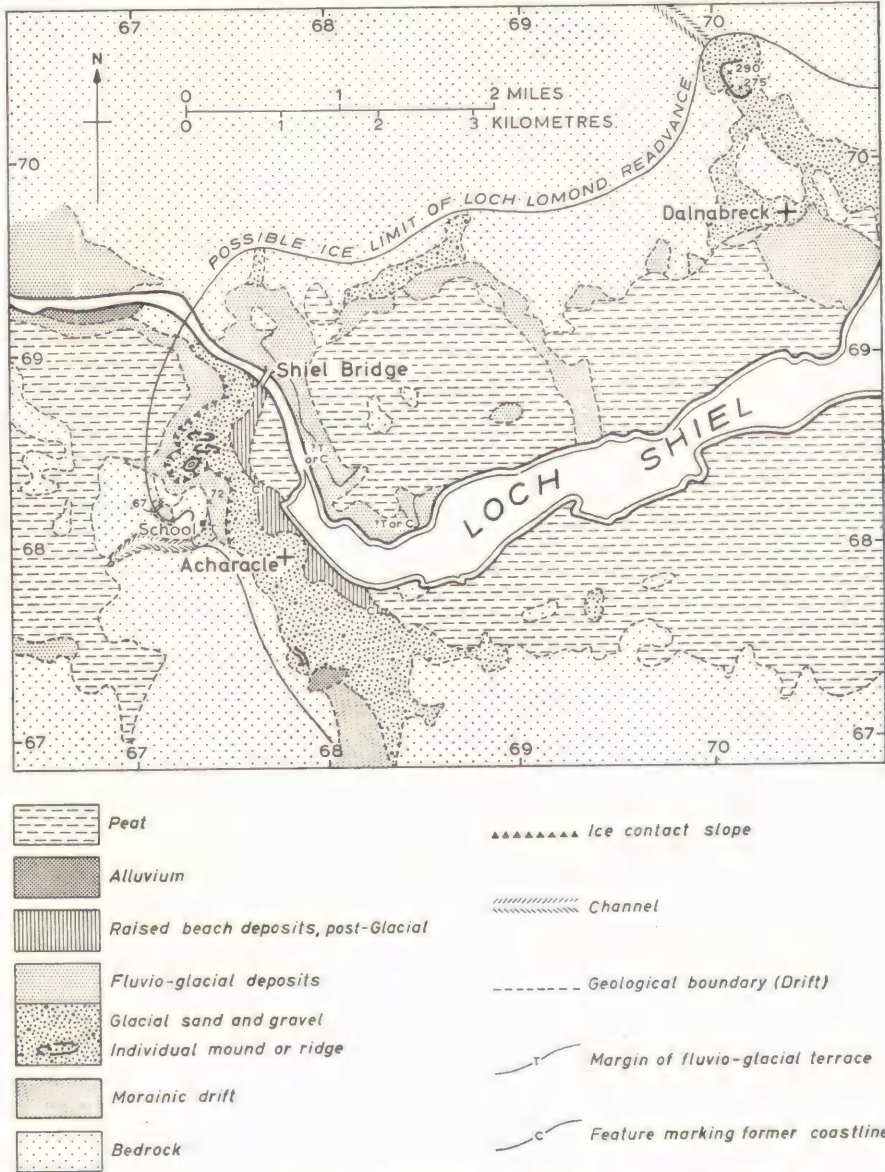 67
68
69
70
N
290
275
0
1
2 MILES
0
1
2
3
KILOMETRES
70
70
POSSIBLE ICE LIMIT OF LOCH LOMOND READVANCE
Dalnabreck
69
69
Shiel Bridge
T or C
LOCH SHIEL
C
72
67
T or C
School
68
68
Acharacle
C
67
67
67
68
69
70
Peat
Alluvium
Raised beach deposits, post-Glacial
Fluvio-glacial deposits
Glacial sand and gravel
Individual mound or ridge
Morainic drift
Bedrock
Ice contact slope
Channel
Geological boundary (Drift)
T
Margin of fluvio-glacial terrace
C
Feature marking former coastline